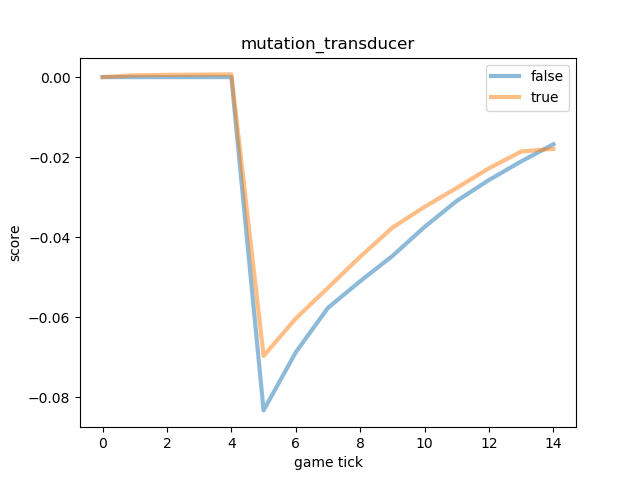 mutation_transducer
false
true
score
0.00
−0.02
−0.04
−0.06
−0.08
0 2 4 6 8 10 12 14
game tick